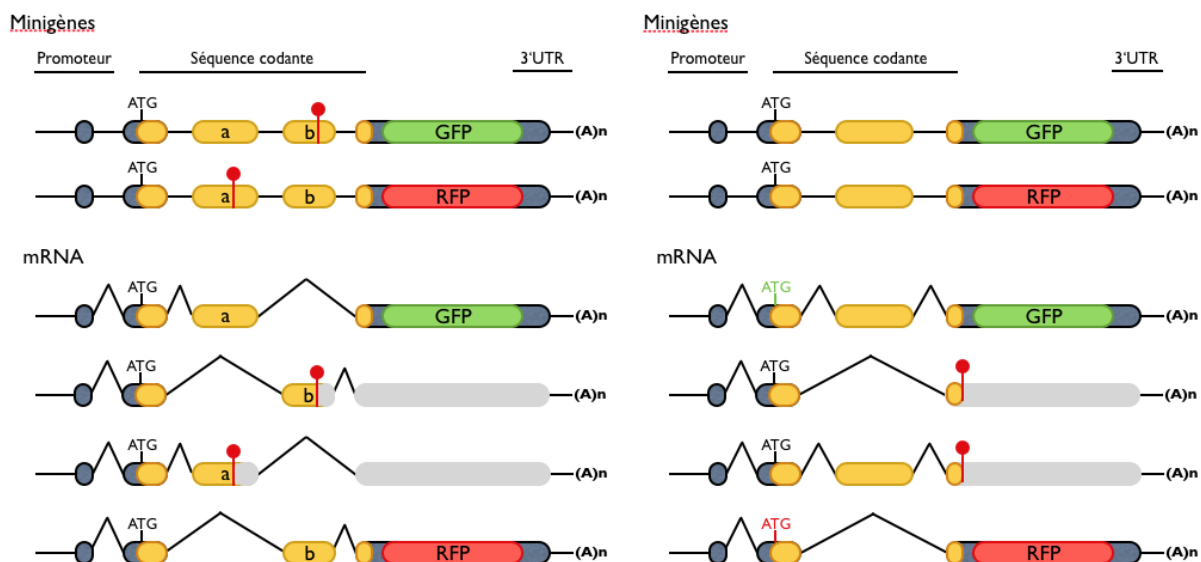 Minigènes
Promoteur Séquence codante 3'UTR
ATG
a b GFP (A)n
ATG
a b RFP (A)n
mRNA
ATG
a GFP (A)n
ATG
b (A)n
ATG
a (A)n
ATG
b RFP (A)n
Minigènes
Promoteur Séquence codante 3'UTR
ATG
GFP (A)n
ATG
RFP (A)n
mRNA
ATG
GFP (A)n
ATG
(A)n
ATG
(A)n
ATG
RFP (A)n